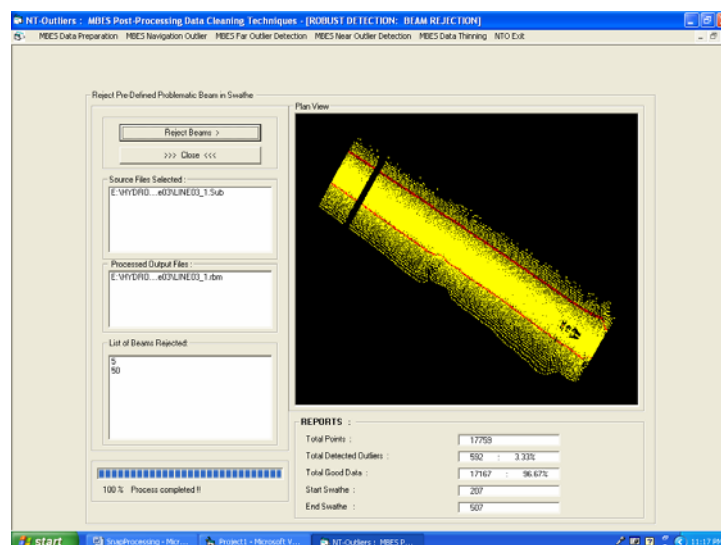 NT-Outliers : MBES Post-Processing Data Cleaning Techniques - [ROBUST DETECTION: BEAM REJECTION]
MBES Data Preparation MBES Navigation Outlier MBES Far Outlier Detection MBES Near Outlier Detection MBES Data Thinning NTO Exit
Reject Pre-Defined Problematic Beam in Swathe
Reject Beams >
>>> Close <<<
Source Files Selected :
E:\HYDRO....e03\LINE03_1.Sub
Processed Output Files :
E:\HYDRO....e03\LINE03_1.rbm
List of Beams Rejected:
5
50
100 % Process completed !!
Plan View
REPORTS :
Total Points : 17759
Total Detected Outliers : 592 : 3.33%
Total Good Data : 17167 : 96.67%
Start Swathe : 207
End Swathe : 507
start
SnapProcessing - Micr...
Project1 - Microsoft V...
NT-Outliers : MBES P...
11:17 PM